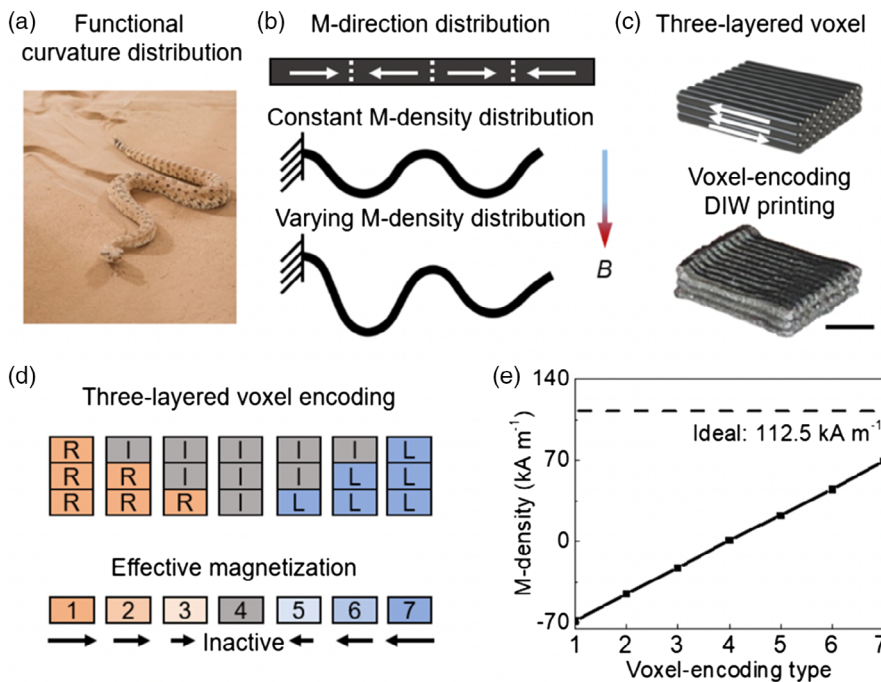 (a)
Functional
curvature distribution
(b)
M-direction distribution
Constant M-density distribution
Varying M-density distribution
B
(c)
Three-layered voxel
Voxel-encoding
DIW printing
(d)
Three-layered voxel encoding
R I I I I I L
R R I I I L L
R R R I L L L
Effective magnetization
1 2 3 4 5 6 7
Inactive
(e)
M-density (kA m⁻¹)
140
70
0
-70
Ideal: 112.5 kA m⁻¹
1 2 3 4 5 6 7
Voxel-encoding type